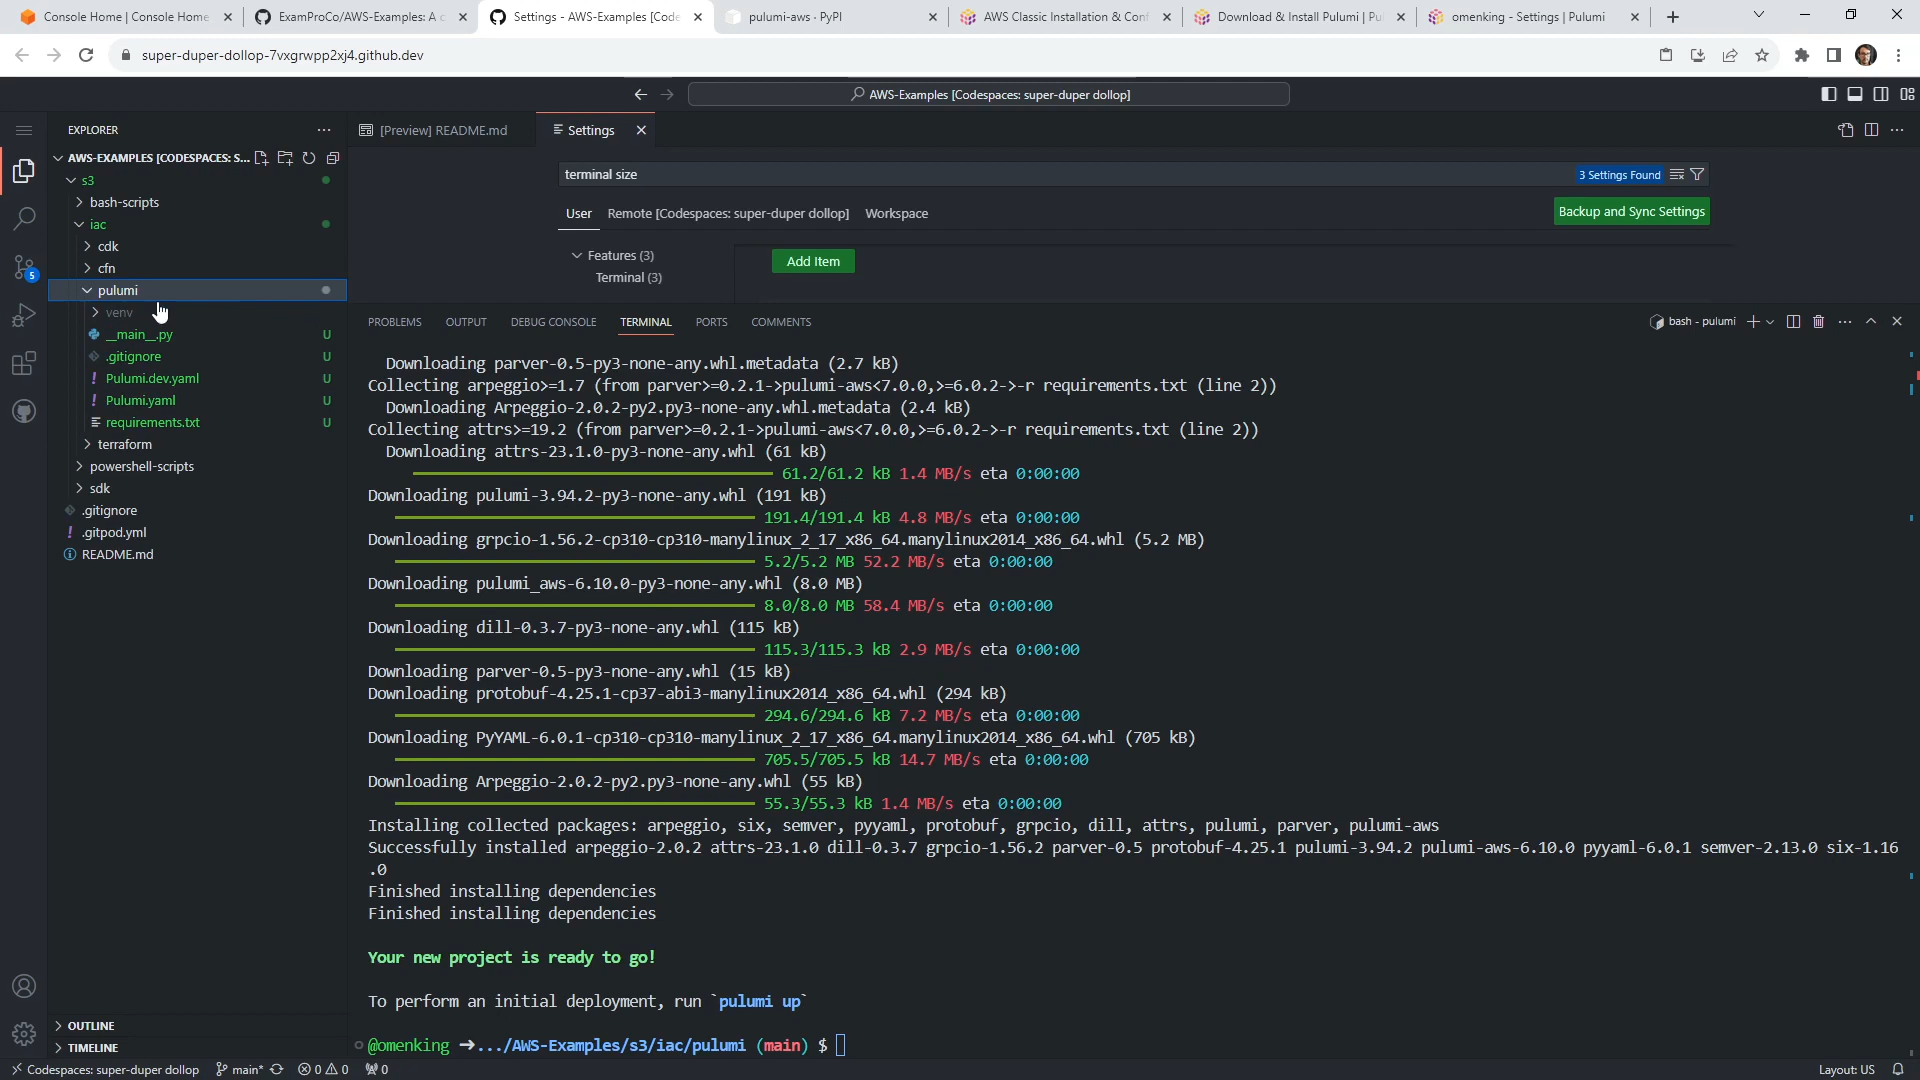 Console Home | Console Home
ExamProCo/AWS-Examples: A c
Settings - AWS-Examples [Code
pulumi-aws · PyPI
AWS Classic Installation & Conf
Download & Install Pulumi | Pu
omenking - Settings | Pulumi
super-duper-dollop-7vxgrwpp2xj4.github.dev
AWS-Examples [Codespaces: super-duper dollop]
EXPLORER
[Preview] README.md
Settings
AWS-EXAMPLES [CODESPACES: S...
s3
bash-scripts
iac
cdk
cfn
pulumi
venv
__main__.py U
.gitignore U
Pulumi.dev.yaml U
Pulumi.yaml U
requirements.txt U
terraform
powershell-scripts
sdk
.gitignore
.gitpod.yml
README.md
OUTLINE
TIMELINE
5
terminal size
3 Settings Found
User Remote [Codespaces: super-duper dollop] Workspace
Backup and Sync Settings
Features (3)
Terminal (3)
Add Item
PROBLEMS OUTPUT DEBUG CONSOLE TERMINAL PORTS COMMENTS
bash - pulumi
Downloading parver-0.5-py3-none-any.whl.metadata (2.7 kB)
Collecting arpeggio>=1.7 (from parver>=0.2.1->pulumi-aws<7.0.0,>=6.0.2->-r requirements.txt (line 2))
Downloading Arpeggio-2.0.2-py2.py3-none-any.whl.metadata (2.4 kB)
Collecting attrs>=19.2 (from parver>=0.2.1->pulumi-aws<7.0.0,>=6.0.2->-r requirements.txt (line 2))
Downloading attrs-23.1.0-py3-none-any.whl (61 kB)
61.2/61.2 kB 1.4 MB/s eta 0:00:00
Downloading pulumi-3.94.2-py3-none-any.whl (191 kB)
191.4/191.4 kB 4.8 MB/s eta 0:00:00
Downloading grpcio-1.56.2-cp310-cp310-manylinux_2_17_x86_64.manylinux2014_x86_64.whl (5.2 MB)
5.2/5.2 MB 52.2 MB/s eta 0:00:00
Downloading pulumi_aws-6.10.0-py3-none-any.whl (8.0 MB)
8.0/8.0 MB 58.4 MB/s eta 0:00:00
Downloading dill-0.3.7-py3-none-any.whl (115 kB)
115.3/115.3 kB 2.9 MB/s eta 0:00:00
Downloading parver-0.5-py3-none-any.whl (15 kB)
Downloading protobuf-4.25.1-cp37-abi3-manylinux2014_x86_64.whl (294 kB)
294.6/294.6 kB 7.2 MB/s eta 0:00:00
Downloading PyYAML-6.0.1-cp310-cp310-manylinux_2_17_x86_64.manylinux2014_x86_64.whl (705 kB)
705.5/705.5 kB 14.7 MB/s eta 0:00:00
Downloading Arpeggio-2.0.2-py2.py3-none-any.whl (55 kB)
55.3/55.3 kB 1.4 MB/s eta 0:00:00
Installing collected packages: arpeggio, six, semver, pyyaml, protobuf, grpcio, dill, attrs, pulumi, parver, pulumi-aws
Successfully installed arpeggio-2.0.2 attrs-23.1.0 dill-0.3.7 grpcio-1.56.2 parver-0.5 protobuf-4.25.1 pulumi-3.94.2 pulumi-aws-6.10.0 pyyaml-6.0.1 semver-2.13.0 six-1.16
.0
Finished installing dependencies
Finished installing dependencies
Your new project is ready to go!
To perform an initial deployment, run `pulumi up`
@omenking ➜.../AWS-Examples/s3/iac/pulumi (main) $
Codespaces: super-duper dollop main* 0 0 0 Layout: US